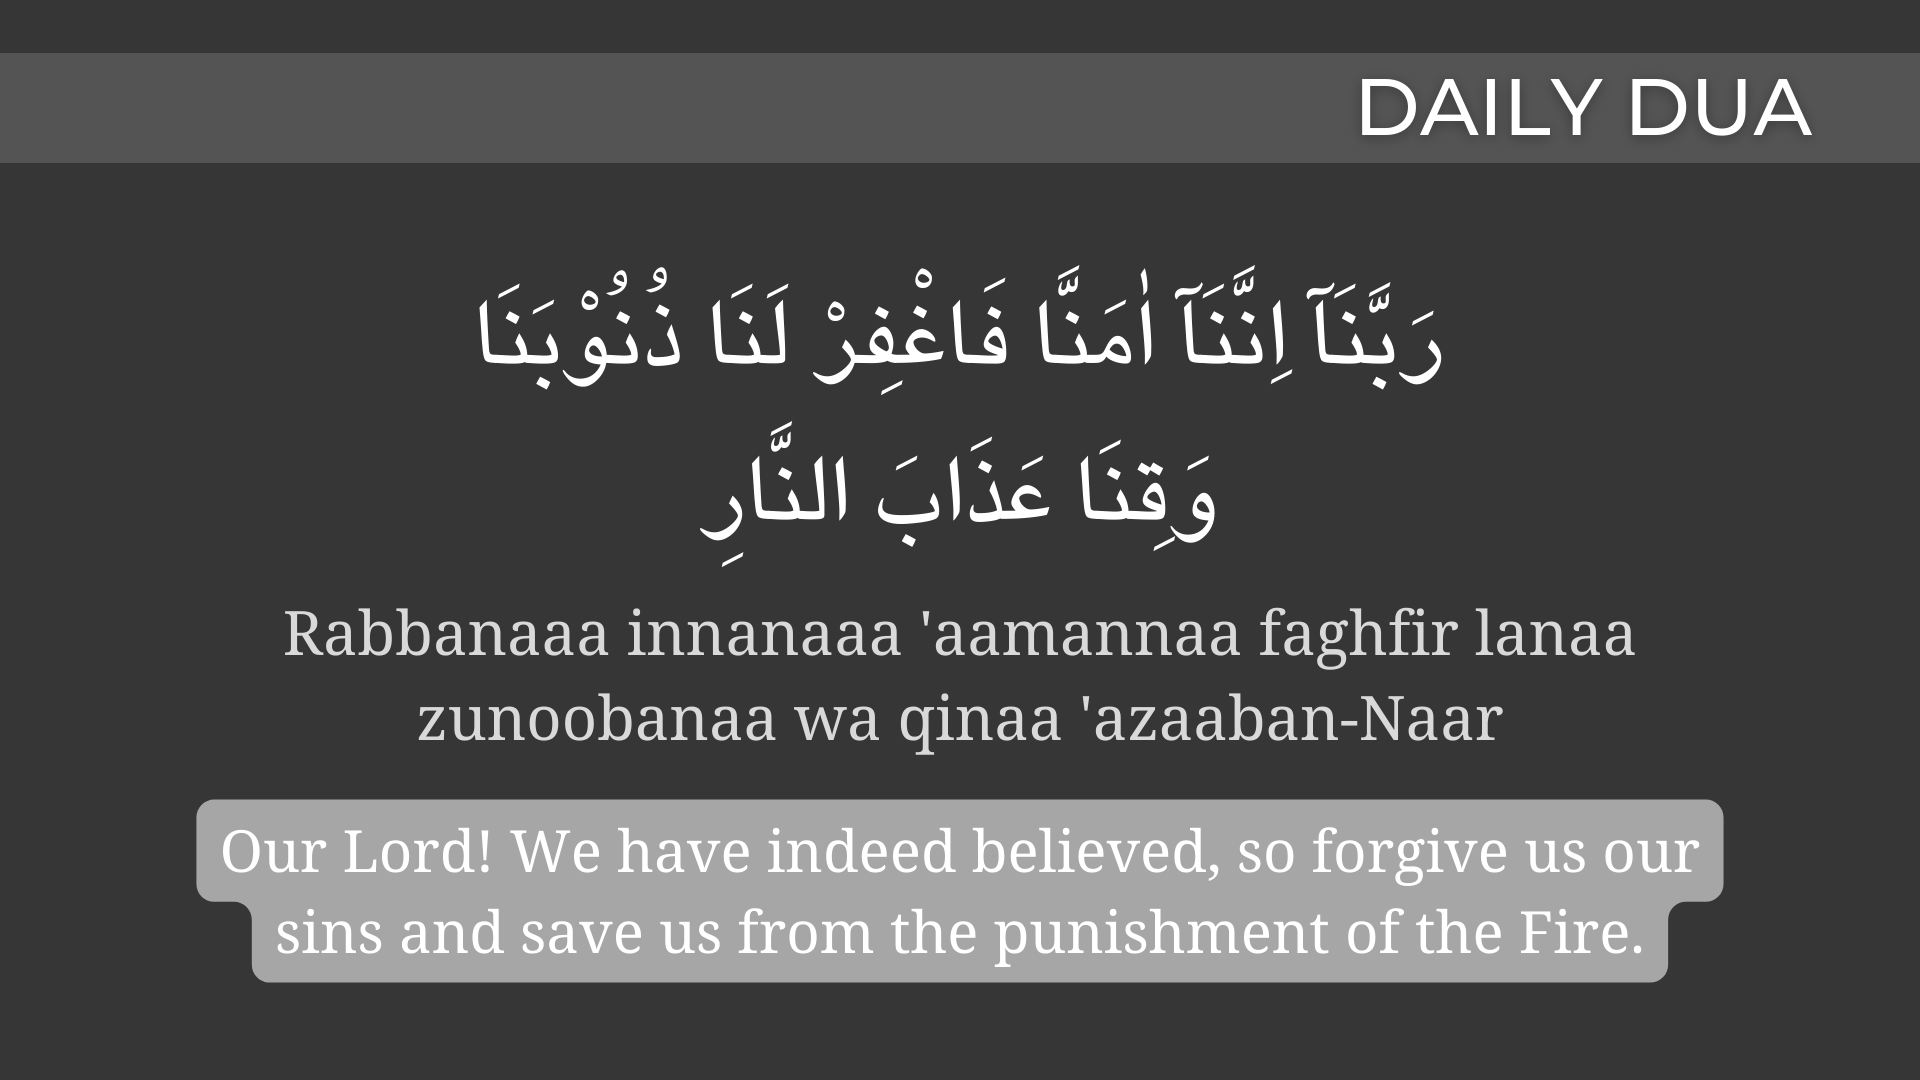 DAILY DUA
رَبَّنَآ اِنَّنَآ اٰمَنَّا فَاغْفِرْ لَنَا ذُنُوْبَنَا
وَقِنَا عَذَابَ النَّارِ
Rabbanaaa innanaaa 'aamannaa faghfir lanaa
zunoobanaa wa qinaa 'azaaban-Naar
Our Lord! We have indeed believed, so forgive us our
sins and save us from the punishment of the Fire.